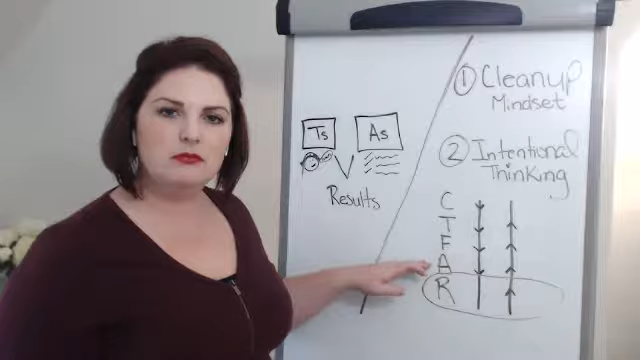 Ts As
Results
① Cleanup
Mindset
② Intentional
Thinking
C
T
F
A
R